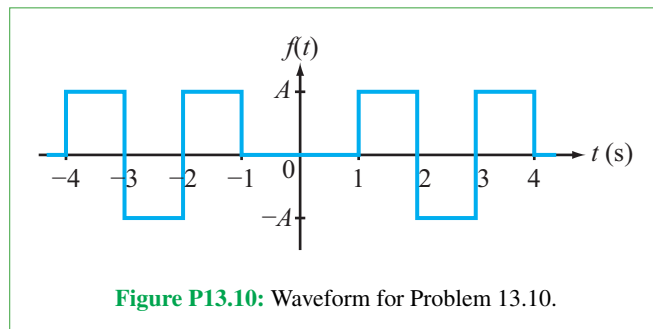 f(t)
A
0
t (s)
−4 −3 −2 −1 1 2 3 4
−A
Figure P13.10: Waveform for Problem 13.10.